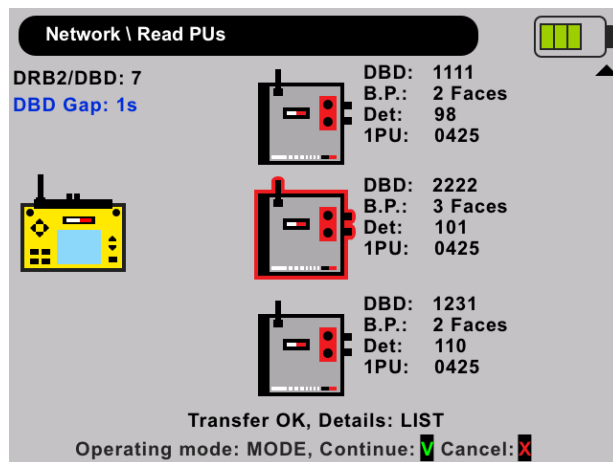 Network \ Read PUs
DRB2/DBD: 7
DBD Gap: 1s
DBD: 1111
B.P.: 2 Faces
Det: 98
1PU: 0425
DBD: 2222
B.P.: 3 Faces
Det: 101
1PU: 0425
DBD: 1231
B.P.: 2 Faces
Det: 110
1PU: 0425
Transfer OK, Details: LIST
Operating mode: MODE, Continue: V Cancel: X